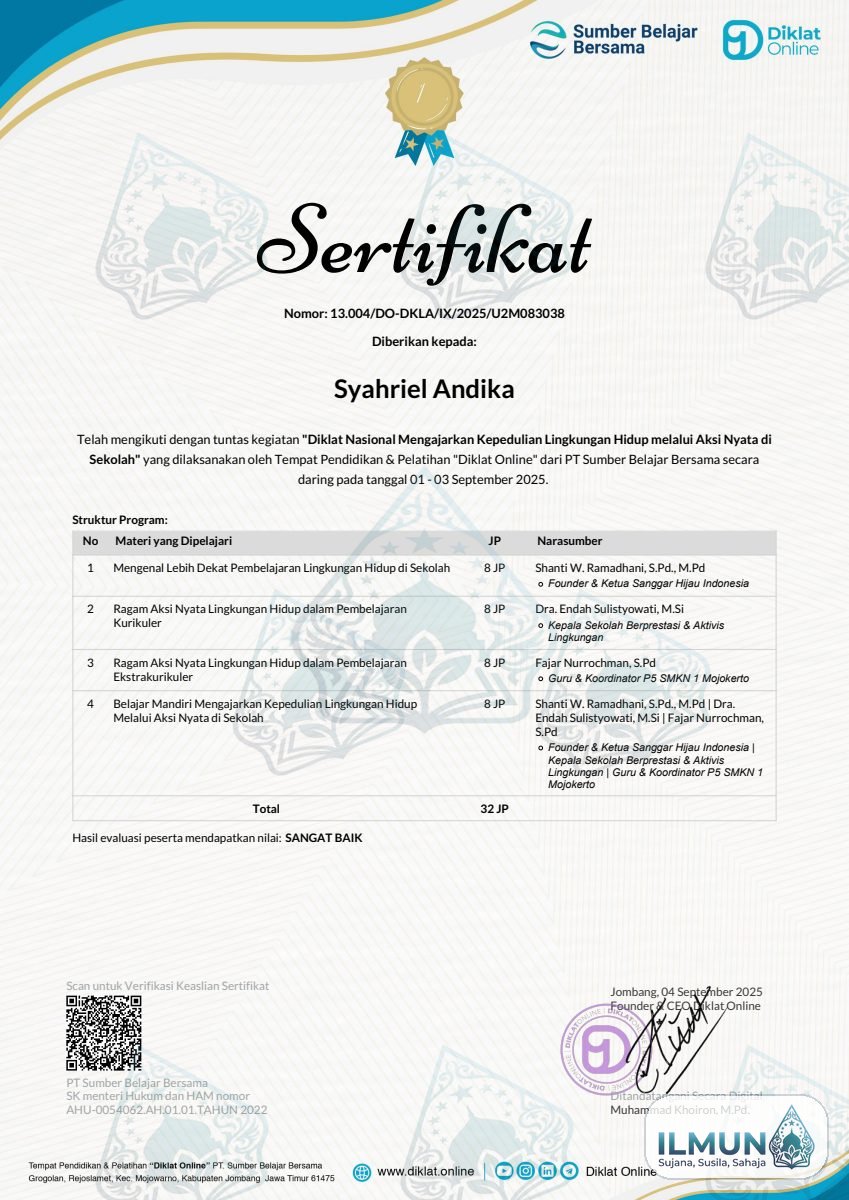 Sumber Belajar
Bersama
Diklat
Online
Sertifikat
Nomor: 13.004/DO-DKLA/IX/2025/U2M083038
Diberikan kepada:
Syahriel Andika
Telah mengikuti dengan tuntas kegiatan "Diklat Nasional Mengajarkan Kepedulian Lingkungan Hidup melalui Aksi Nyata di
Sekolah" yang dilaksanakan oleh Tempat Pendidikan & Pelatihan "Diklat Online" dari PT Sumber Belajar Bersama secara
daring pada tanggal 01 - 03 September 2025.
Struktur Program:
No Materi yang Dipelajari JP Narasumber
1 Mengenal Lebih Dekat Pembelajaran Lingkungan Hidup di Sekolah 8 JP Shanti W. Ramadhani, S.Pd., M.Pd
Founder & Ketua Sanggar Hijau Indonesia
2 Ragam Aksi Nyata Lingkungan Hidup dalam Pembelajaran 8 JP Dra. Endah Sulistyowati, M.Si
Kurikuler
Kepala Sekolah Berprestasi & Aktivis
Lingkungan
3 Ragam Aksi Nyata Lingkungan Hidup dalam Pembelajaran 8 JP Fajar Nurrochman, S.Pd
Ekstrakurikuler
Guru & Koordinator P5 SMKN 1 Mojokerto
4 Belajar Mandiri Mengajarkan Kepedulian Lingkungan Hidup 8 JP Shanti W. Ramadhani, S.Pd., M.Pd | Dra.
Melalui Aksi Nyata di Sekolah Endah Sulistyowati, M.Si | Fajar Nurrochman,
S.Pd
Founder & Ketua Sanggar Hijau Indonesia |
Kepala Sekolah Berprestasi & Aktivis
Lingkungan | Guru & Koordinator P5 SMKN 1
Mojokerto
Total 32 JP
Hasil evaluasi peserta mendapatkan nilai: SANGAT BAIK
Scan untuk Verifikasi Keaslian Sertifikat
PT Sumber Belajar Bersama
SK menteri Hukum dan HAM nomor
AHU-0054062.AH.01.01.TAHUN 2022
Jombang, 04 September 2025
Founder & CEO Diklat Online
DIKLATONLINE
Ditandatangani Secara Digital
Muhammad Khoiron, M.Pd.
Tempat Pendidikan & Pelatihan "Diklat Online" PT. Sumber Belajar Bersama
Grogolan, Rejoslamet, Kec. Mojowarno, Kabupaten Jombang Jawa Timur 61475
www.diklat.online
Diklat Online
ILMUN
Sujana, Susila, Sahaja